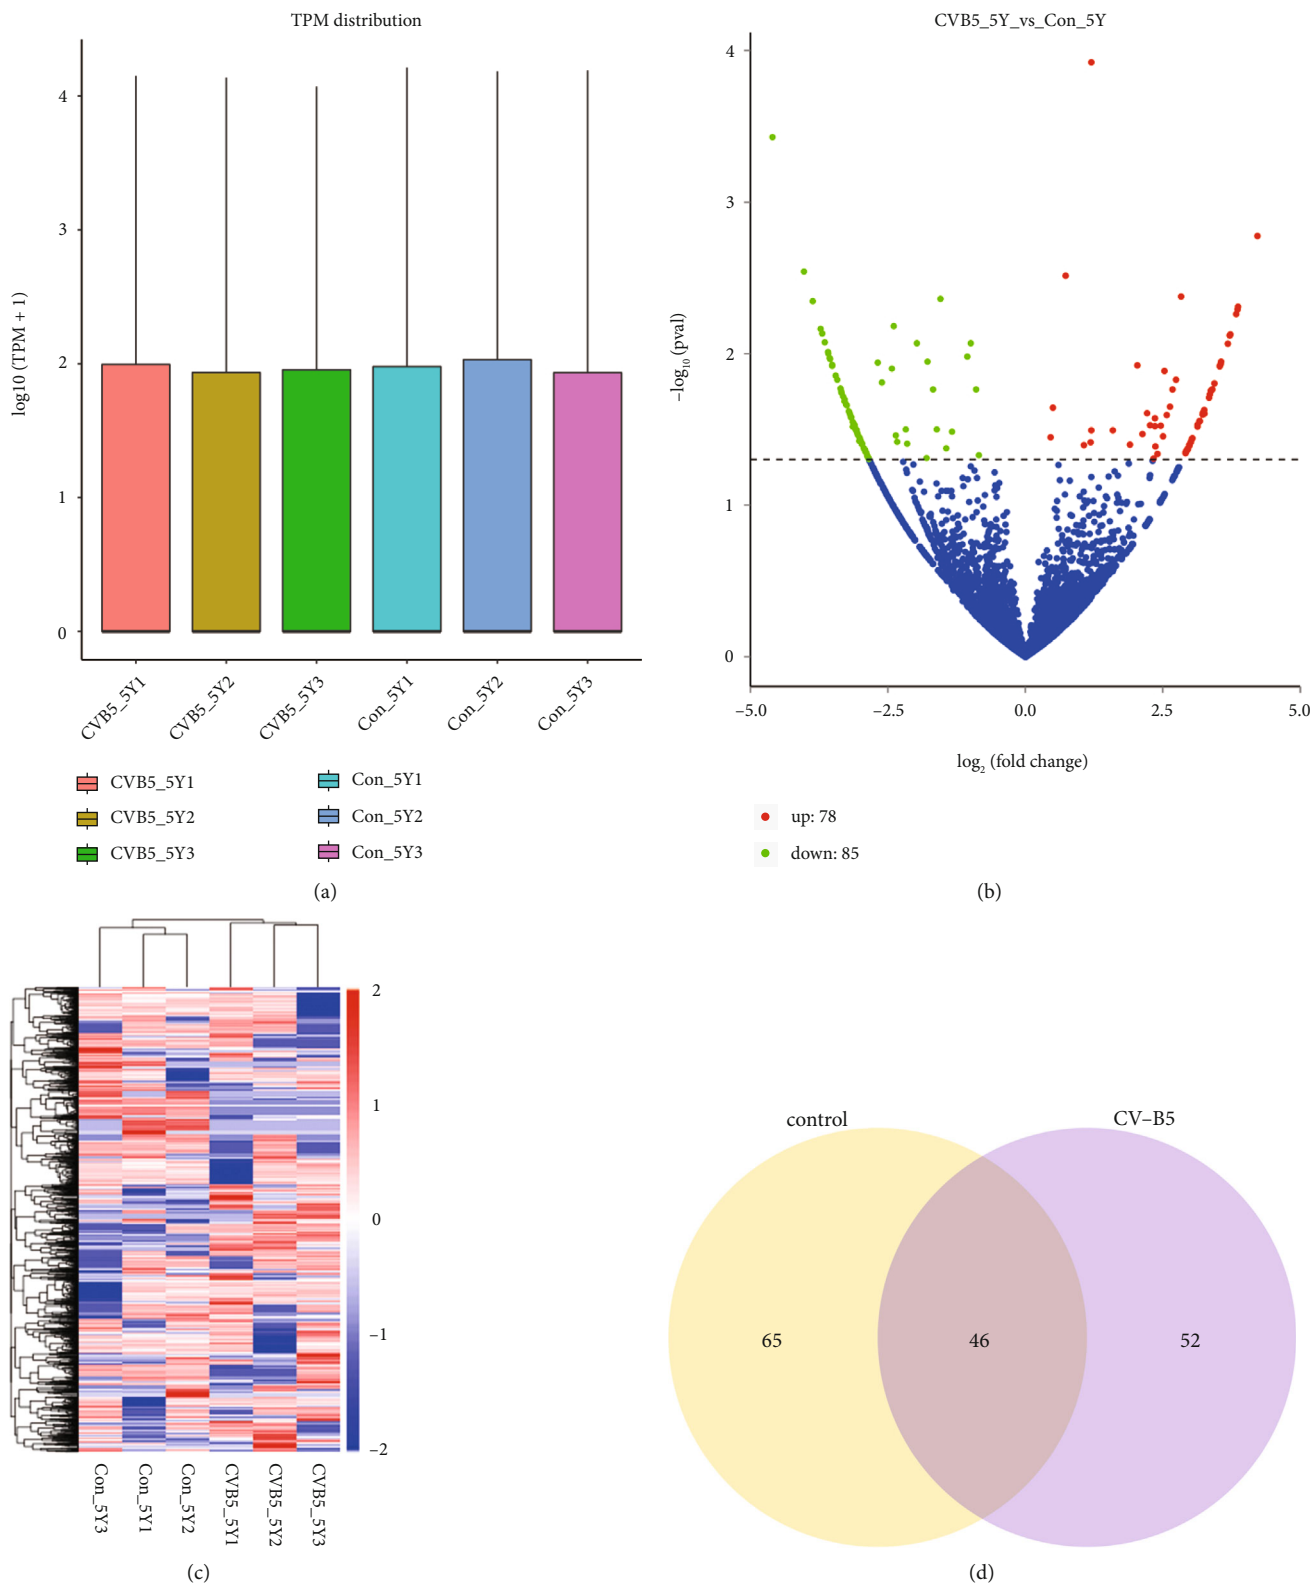 TPM distribution
log10 (TPM + 1)
4
3
2
1
0
CVB5_5Y1
CVB5_5Y2
CVB5_5Y3
Con_5Y1
Con_5Y2
Con_5Y3
CVB5_5Y1
CVB5_5Y2
CVB5_5Y3
Con_5Y1
Con_5Y2
Con_5Y3
(a)
CVB5_5Y_vs_Con_5Y
−log10 (pval)
4
3
2
1
0
−5.0
−2.5
0.0
2.5
5.0
log2 (fold change)
up: 78
down: 85
(b)
2
1
0
−1
−2
Con_5Y3
Con_5Y1
Con_5Y2
CVB5_5Y1
CVB5_5Y2
CVB5_5Y3
(c)
control
CV–B5
65
46
52
(d)